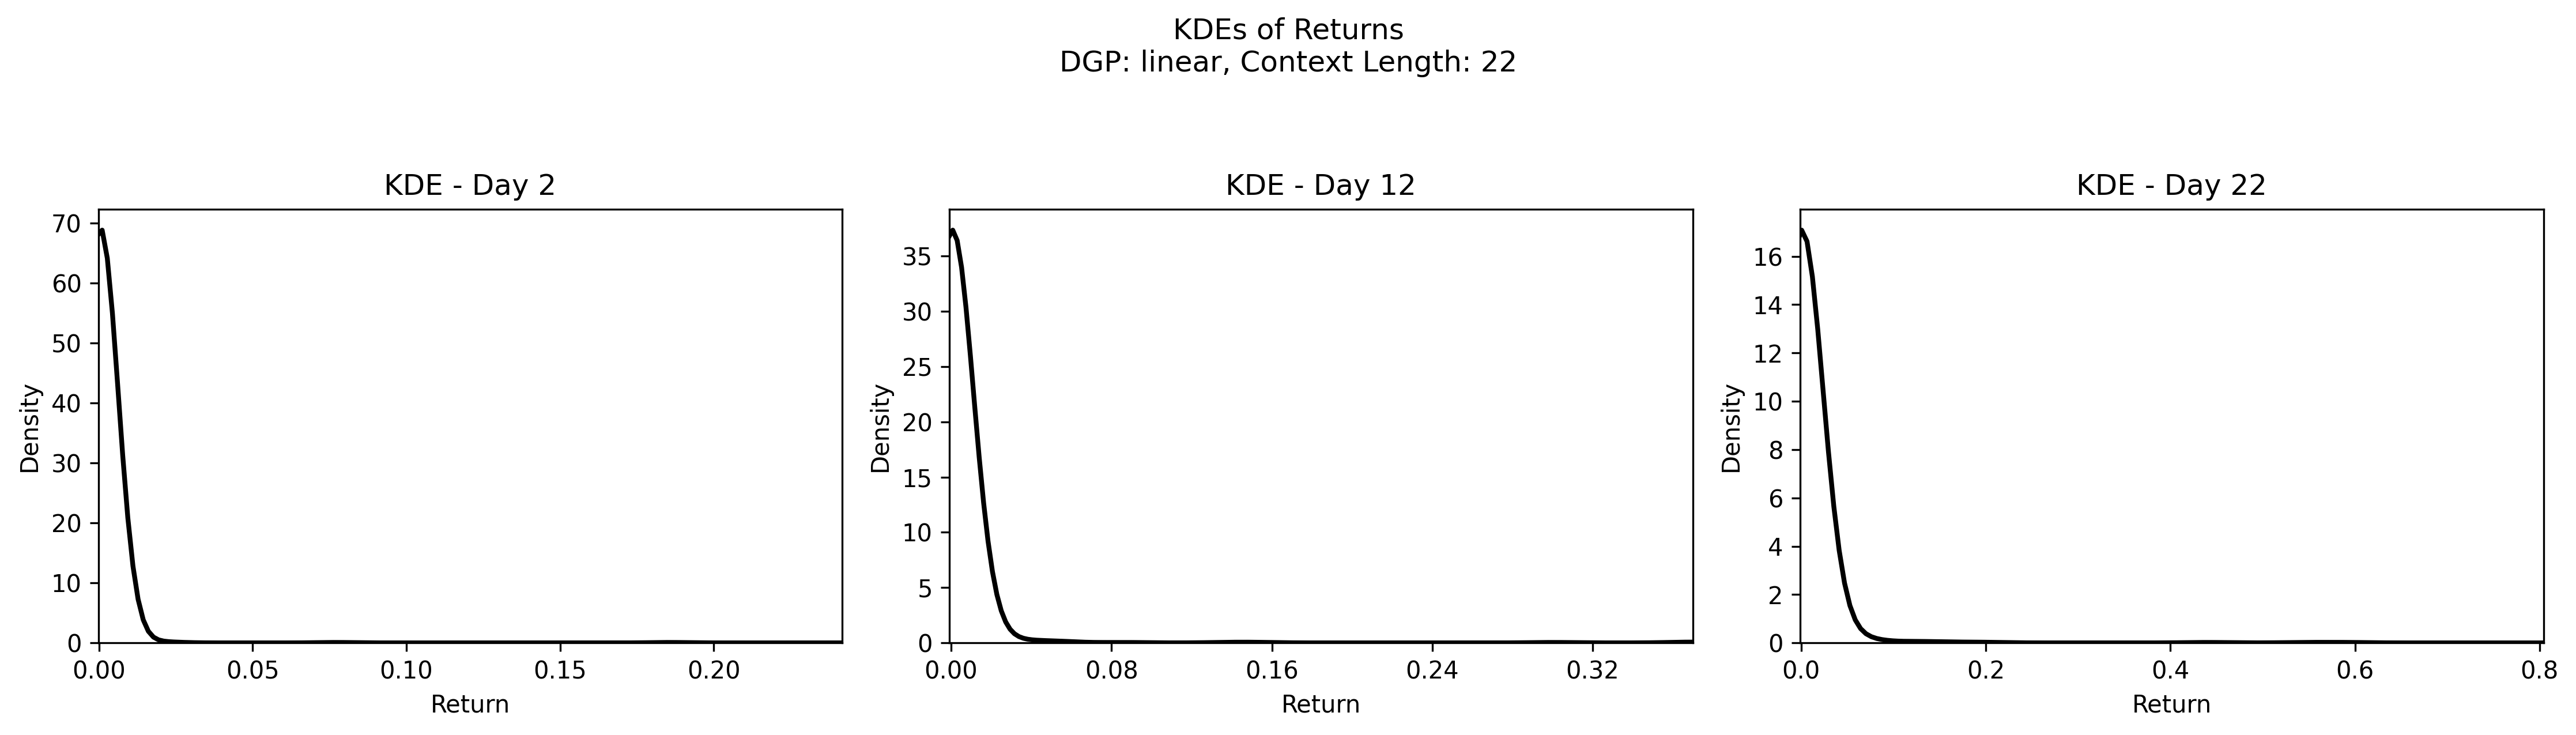 KDEs of Returns
DGP: linear, Context Length: 22
KDE - Day 2
70
60
50
40
30
20
10
0
Density
0.00 0.05 0.10 0.15 0.20
Return
KDE - Day 12
35
30
25
20
15
10
5
0
Density
0.00 0.08 0.16 0.24 0.32
Return
KDE - Day 22
16
14
12
10
8
6
4
2
0
Density
0.0 0.2 0.4 0.6 0.8
Return